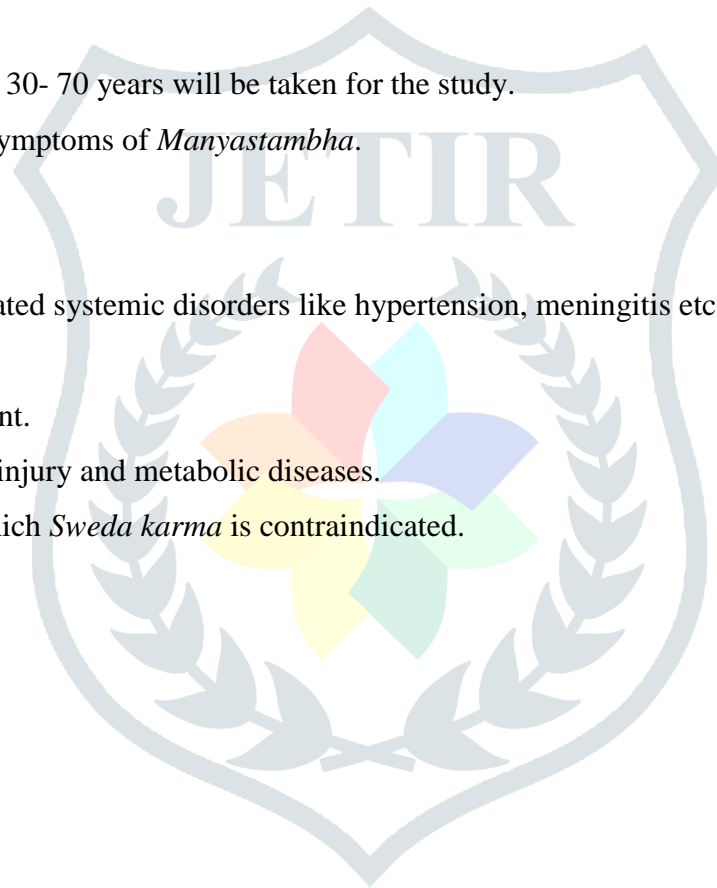 30- 70 years will be taken for the study.
ymptoms of Manyastambha.
JETIR
ated systemic disorders like hypertension, meningitis etc
nt.
injury and metabolic diseases.
ich Sweda karma is contraindicated.